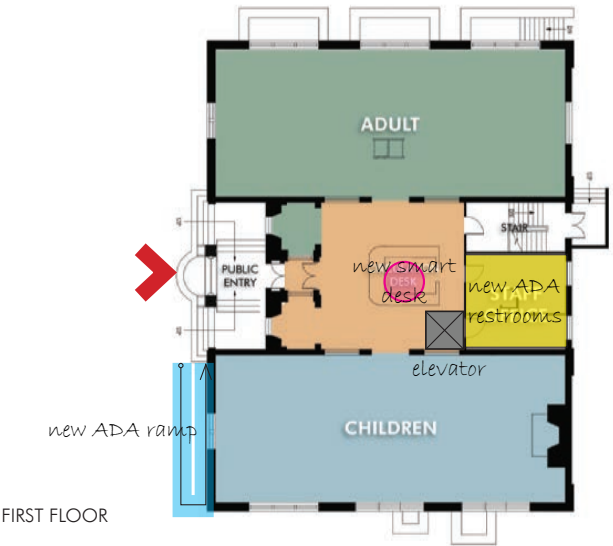 ADULT
STAIR
PUBLIC
ENTRY
new smart
DESK
desk
new ADA
STAFF
restrooms
elevator
new ADA ramp
CHILDREN
FIRST FLOOR